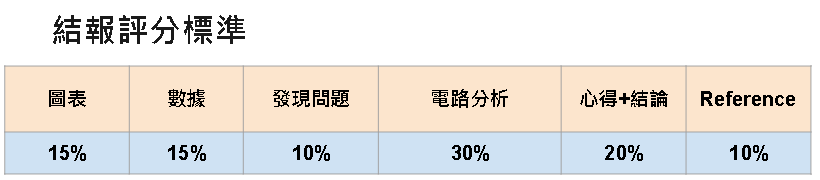 結報評分標準
圖表 數據 發現問題 電路分析 心得+結論 Reference
15% 15% 10% 30% 20% 10%